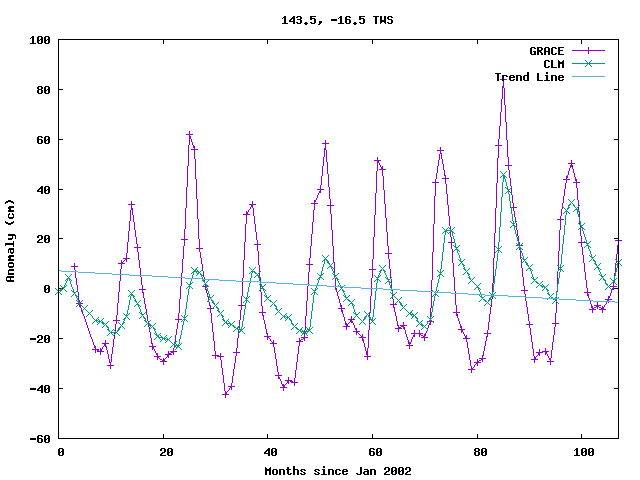 143.5, -16.5 TWS
GRACE
CLM
Trend Line
100
80
60
40
20
0
-20
-40
-60
Anomaly (cm)
0 20 40 60 80 100
Months since Jan 2002